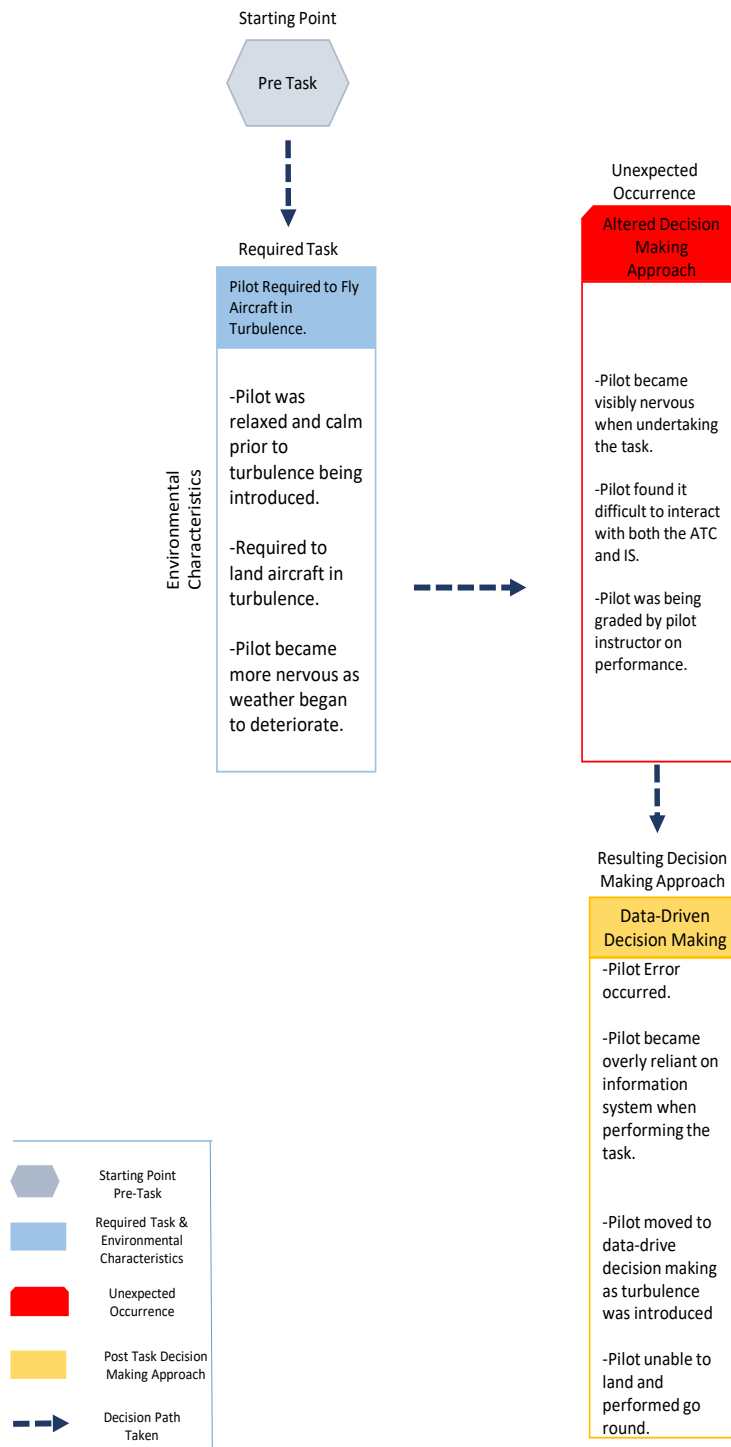 Starting Point
Pre Task
Required Task
Pilot Required to Fly
Aircraft in
Turbulence.
Environmental
Characteristics
-Pilot was
relaxed and calm
prior to
turbulence being
introduced.
-Required to
land aircraft in
turbulence.
-Pilot became
more nervous as
weather began
to deteriorate.
Unexpected
Occurrence
Altered Decision
Making
Approach
-Pilot became
visibly nervous
when undertaking
the task.
-Pilot found it
difficult to interact
with both the ATC
and IS.
-Pilot was being
graded by pilot
instructor on
performance.
Resulting Decision
Making Approach
Data-Driven
Decision Making
-Pilot Error
occurred.
-Pilot became
overly reliant on
information
system when
performing the
task.
-Pilot moved to
data-drive
decision making
as turbulence
was introduced
-Pilot unable to
land and
performed go
round.
Starting Point
Pre-Task
Required Task &
Environmental
Characteristics
Unexpected
Occurrence
Post Task Decision
Making Approach
Decision Path
Taken